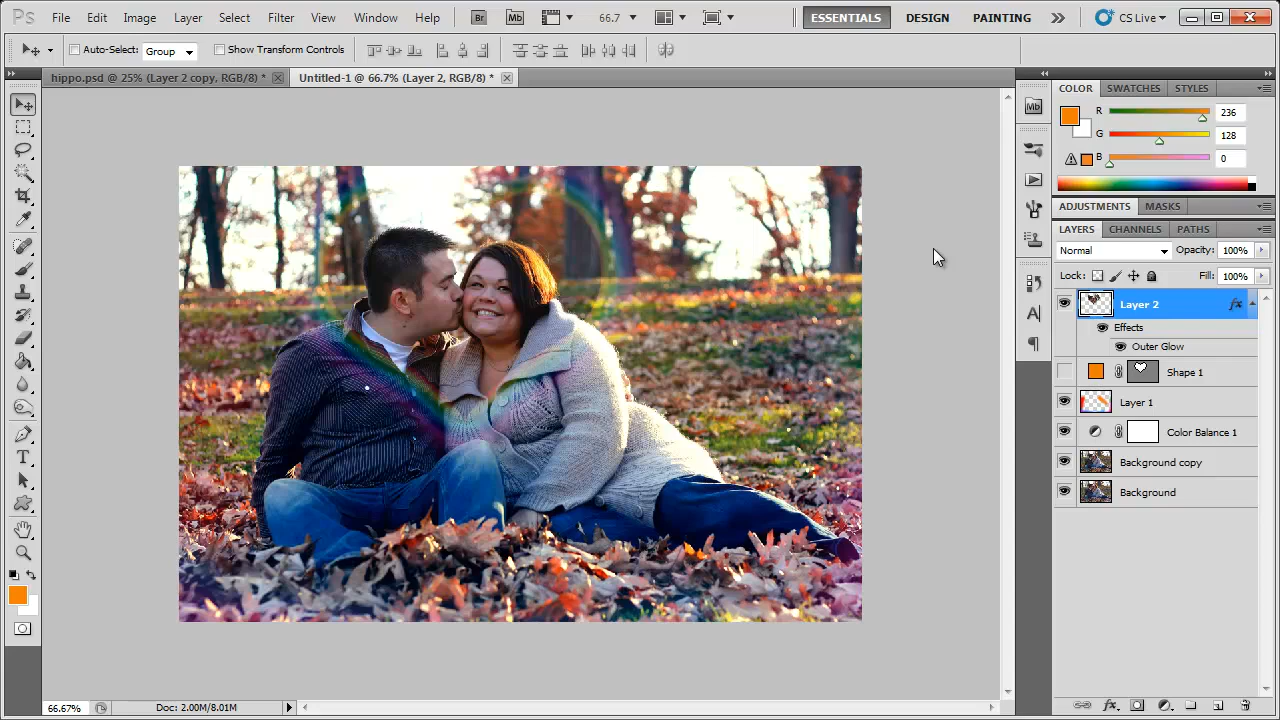 Ps File Edit Image Layer Select Filter View Window Help Br Mb 66.7 ESSENTIALS DESIGN PAINTING CS Live
Auto-Select: Group Show Transform Controls
hippo.psd @ 25% (Layer 2 copy, RGB/8) * Untitled-1 @ 66.7% (Layer 2, RGB/8) *
COLOR SWATCHES STYLES
Mb
R 236
G 128
B 0
ADJUSTMENTS MASKS
LAYERS CHANNELS PATHS
Normal Opacity: 100%
Lock: Fill: 100%
Layer 2 fx
Effects
Outer Glow
Shape 1
Layer 1
Color Balance 1
Background copy
Background
66.67% Doc: 2.00M/8.01M
fx